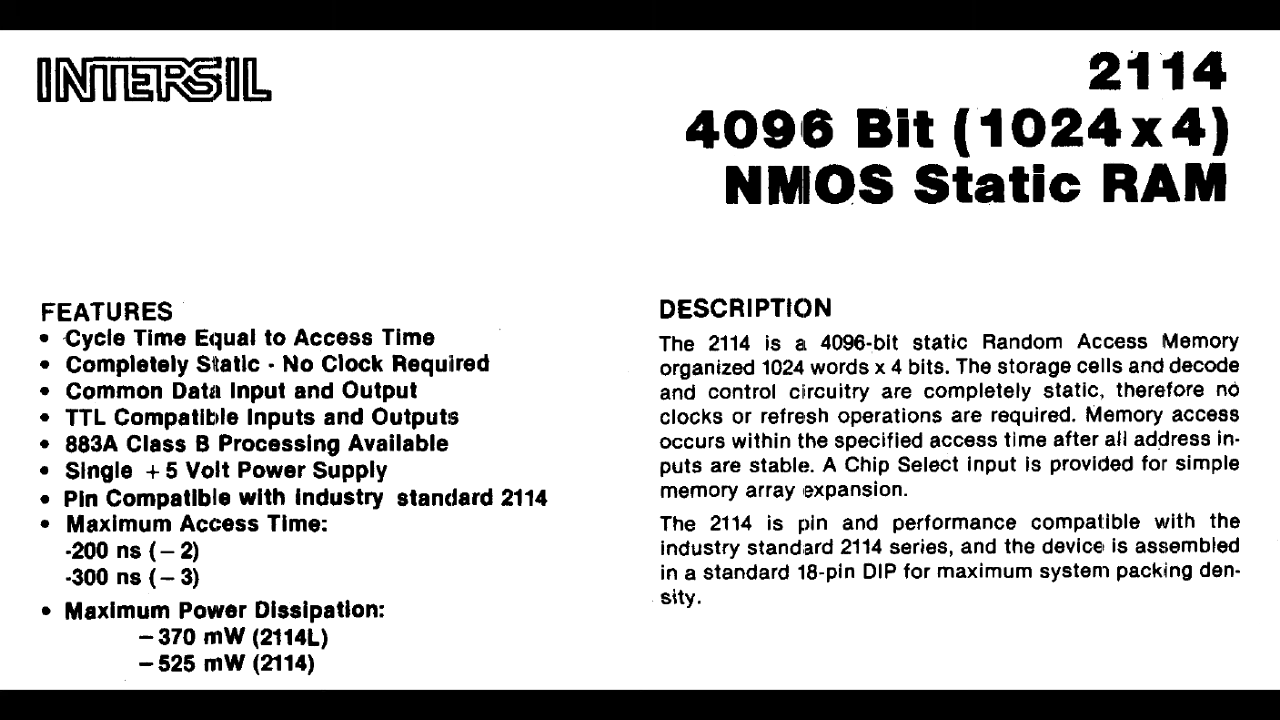 INTERSIL
2114
4096 Bit (1024 x 4)
NMOS Static RAM
FEATURES
• Cycle Time Equal to Access Time
• Completely Static - No Clock Required
• Common Data Input and Output
• TTL Compatible Inputs and Outputs
• 883A Class B Processing Available
• Single +5 Volt Power Supply
• Pin Compatible with Industry standard 2114
• Maximum Access Time:
-200 ns (– 2)
-300 ns (– 3)
• Maximum Power Dissipation:
– 370 mW (2114L)
– 525 mW (2114)
DESCRIPTION
The 2114 is a 4096-bit static Random Access Memory
organized 1024 words x 4 bits. The storage cells and decode
and control circuitry are completely static, therefore no
clocks or refresh operations are required. Memory access
occurs within the specified access time after all address in-
puts are stable. A Chip Select input is provided for simple
memory array expansion.
The 2114 is pin and performance compatible with the
industry standard 2114 series, and the device is assembled
in a standard 18-pin DIP for maximum system packing den-
sity.